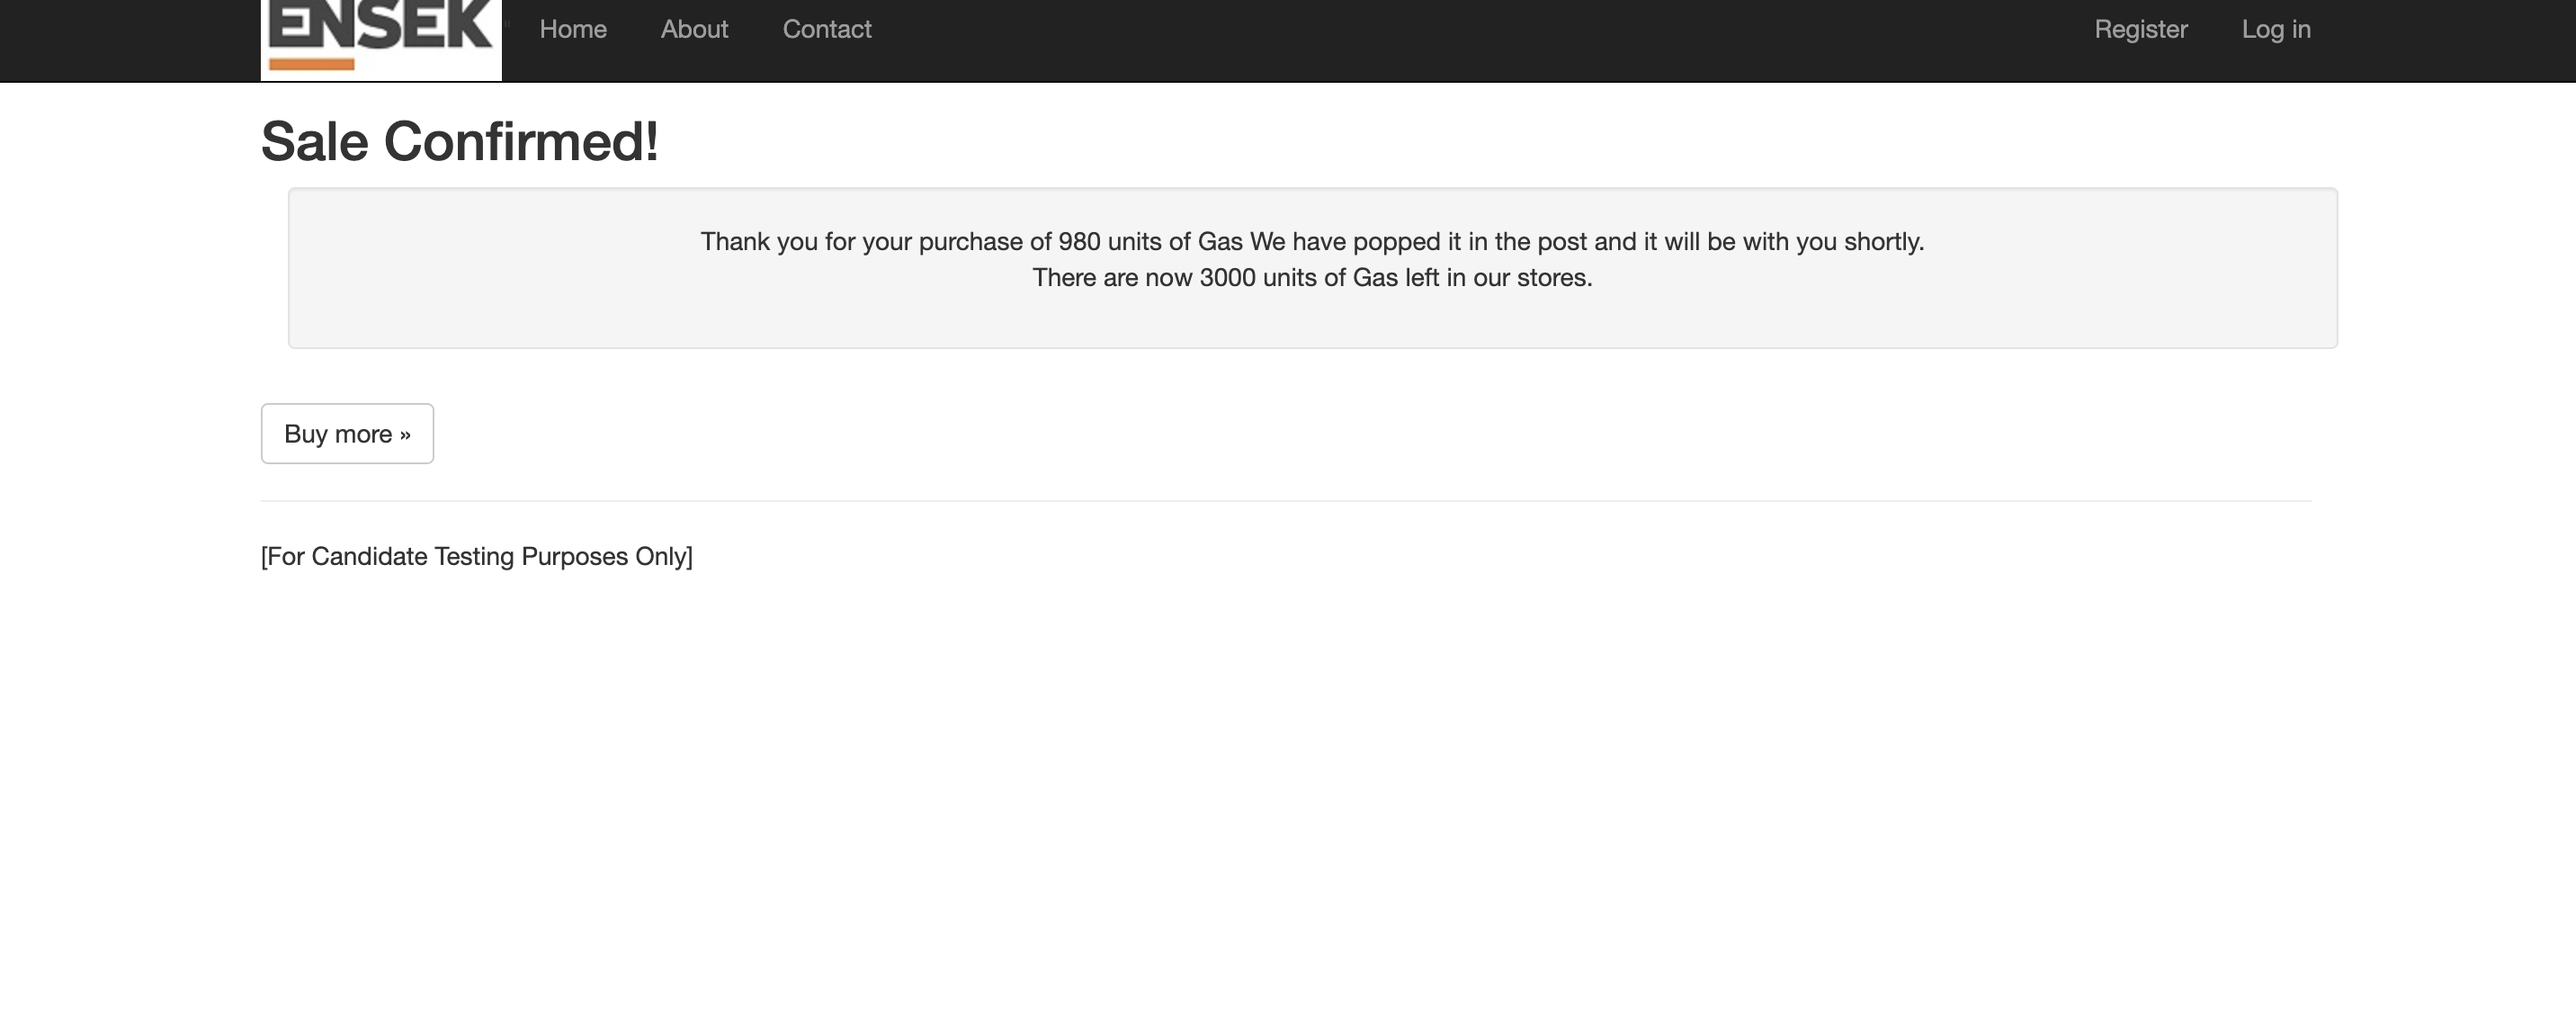 ENSEK
" Home About Contact Register Log in
Sale Confirmed!
Thank you for your purchase of 980 units of Gas We have popped it in the post and it will be with you shortly.
There are now 3000 units of Gas left in our stores.
Buy more »
[For Candidate Testing Purposes Only]